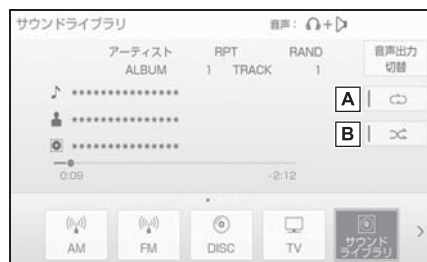 サウンドライブラリ 音声: +
アーティスト RPT RAND 音声出力
ALBUM 1 TRACK 1 切替
***************
A
***************
B
***************
0:09 -2:12
AM FM DISC TV サウンド
ライブラリ